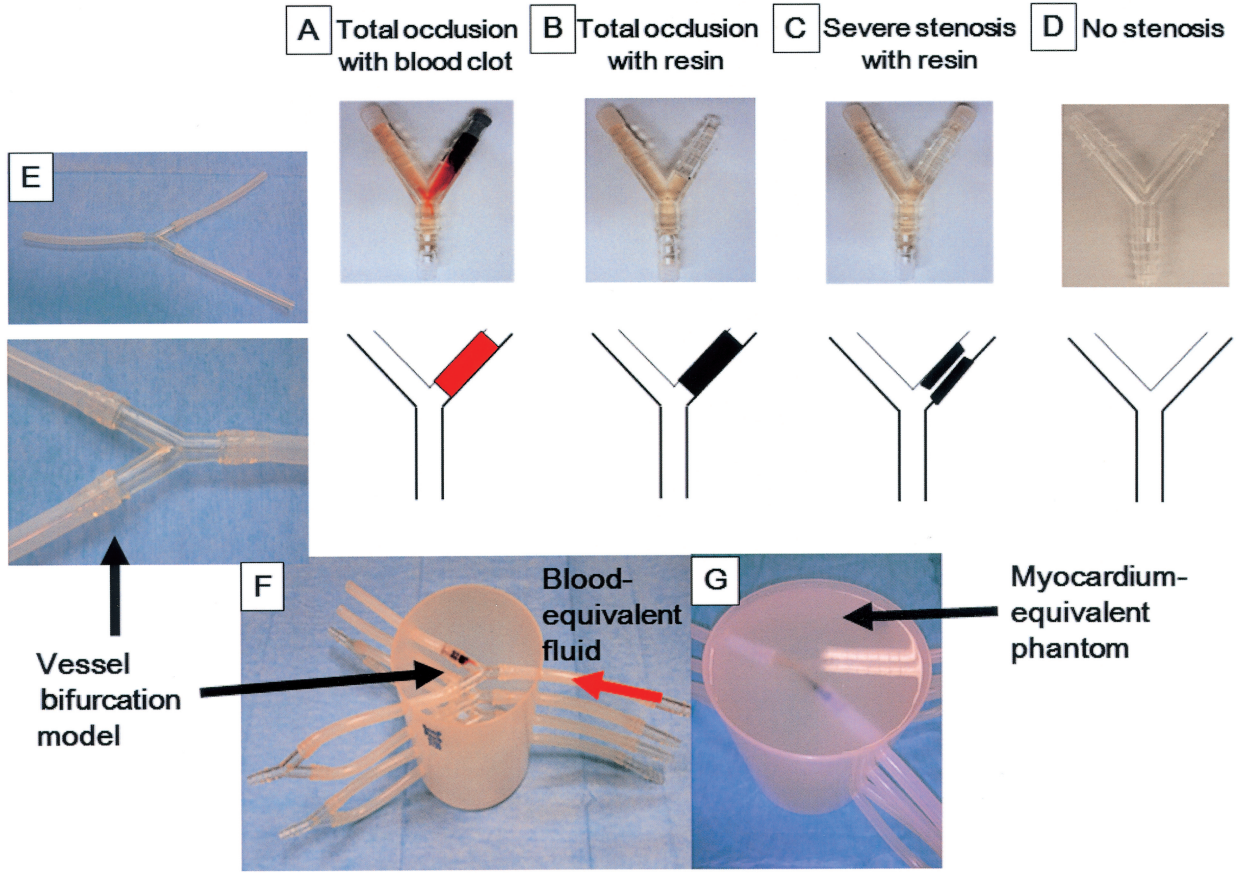 A
Total occlusion
with blood clot
B
Total occlusion
with resin
C
Severe stenosis
with resin
D
No stenosis
E
F
Blood-
equivalent
fluid
G
Myocardium-
equivalent
phantom
Vessel
bifurcation
model